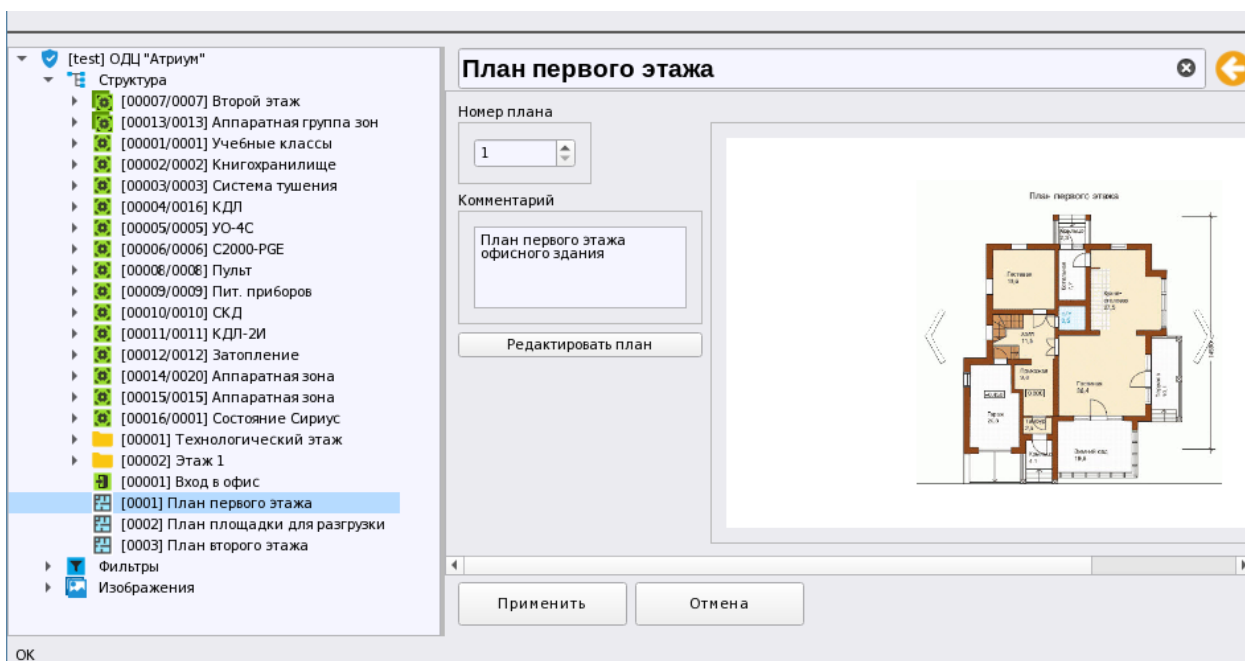 [test] ОДЦ "Атриум"
Структура
[00007/0007] Второй этаж
[00013/0013] Аппаратная группа зон
[00001/0001] Учебные классы
[00002/0002] Книгохранилище
[00003/0003] Система тушения
[00004/0016] КДЛ
[00005/0005] УО-4С
[00006/0006] С2000-PGE
[00008/0008] Пульт
[00009/0009] Пит. приборов
[00010/0010] СКД
[00011/0011] КДЛ-2И
[00012/0012] Затопление
[00014/0020] Аппаратная зона
[00015/0015] Аппаратная зона
[00016/0001] Состояние Сириус
[00001] Технологический этаж
[00002] Этаж 1
[00001] Вход в офис
[0001] План первого этажа
[0002] План площадки для разгрузки
[0003] План второго этажа
Фильтры
Изображения
OK
План первого этажа
Номер плана
1
Комментарий
План первого этажа
офисного здания
Редактировать план
План первого этажа
Гостевая
Прихожая
Гостиная
Гараж
Зимний сад
Применить
Отмена